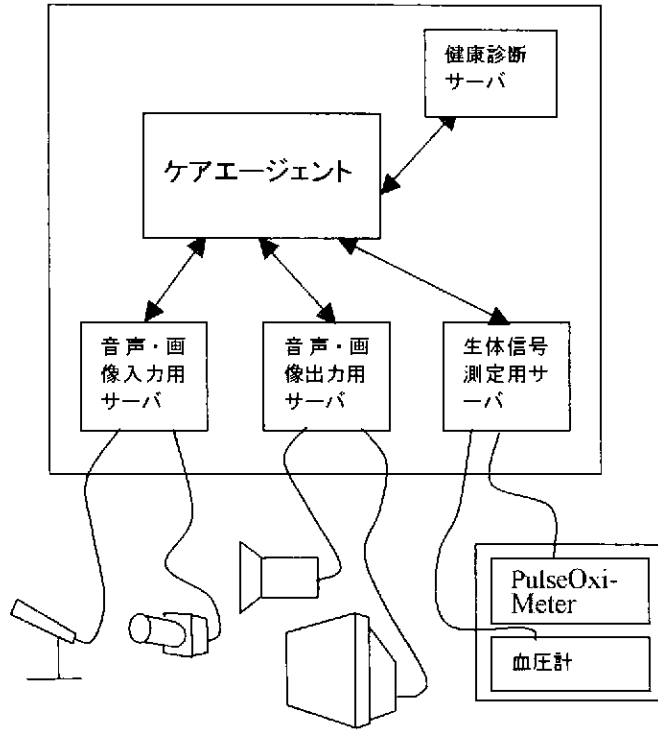 健康診断
サーバ
ケアエージェント
音声・画
像入力用
サーバ
音声・画
像出力用
サーバ
生体信号
測定用サ
ーバ
PulseOxi-
Meter
血圧計